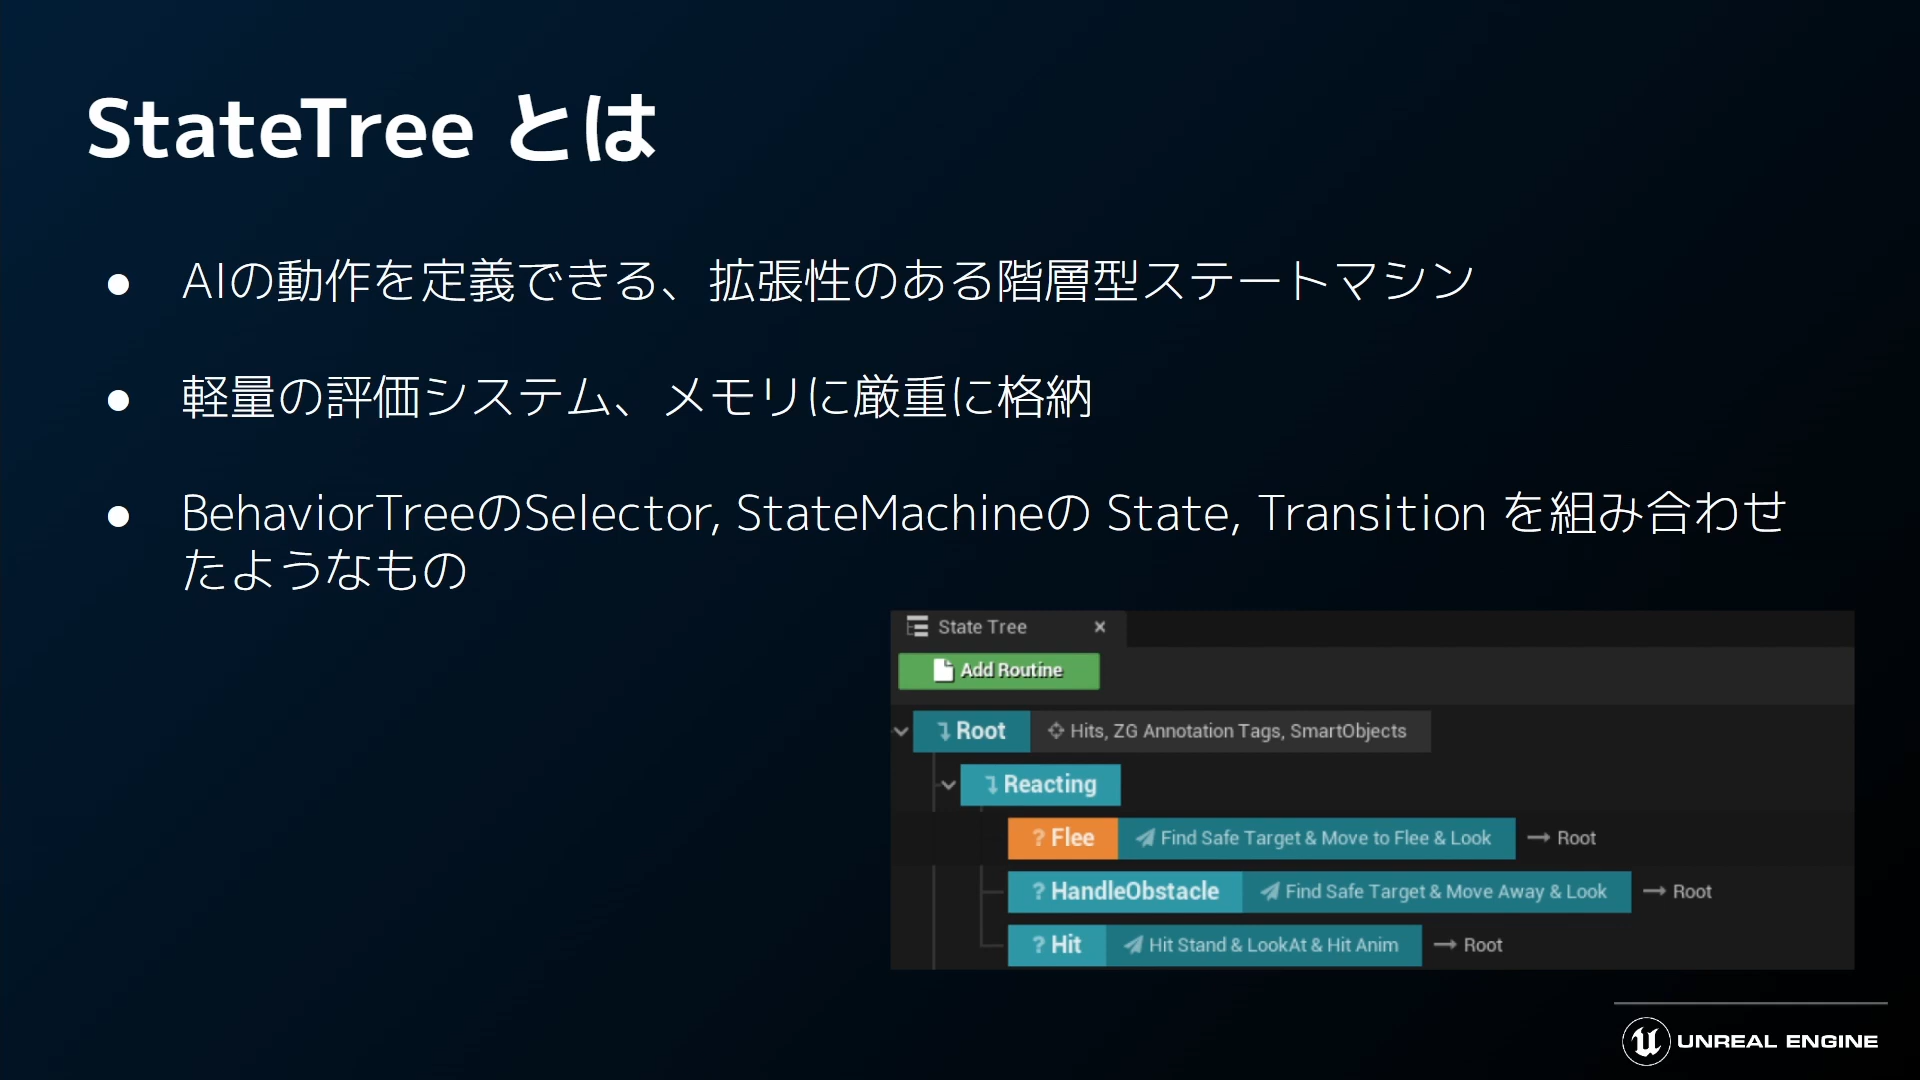 StateTree とは
● AIの動作を定義できる、拡張性のある階層型ステートマシン
● 軽量の評価システム、メモリに厳重に格納
● BehaviorTreeのSelector, StateMachineの State, Transition を組み合わせ
たようなもの
State Tree ×
Add Routine
Root Hits, ZG Annotation Tags, SmartObjects
Reacting
? Flee Find Safe Target & Move to Flee & Look → Root
? HandleObstacle Find Safe Target & Move Away & Look → Root
? Hit Hit Stand & LookAt & Hit Anim → Root
UNREAL ENGINE